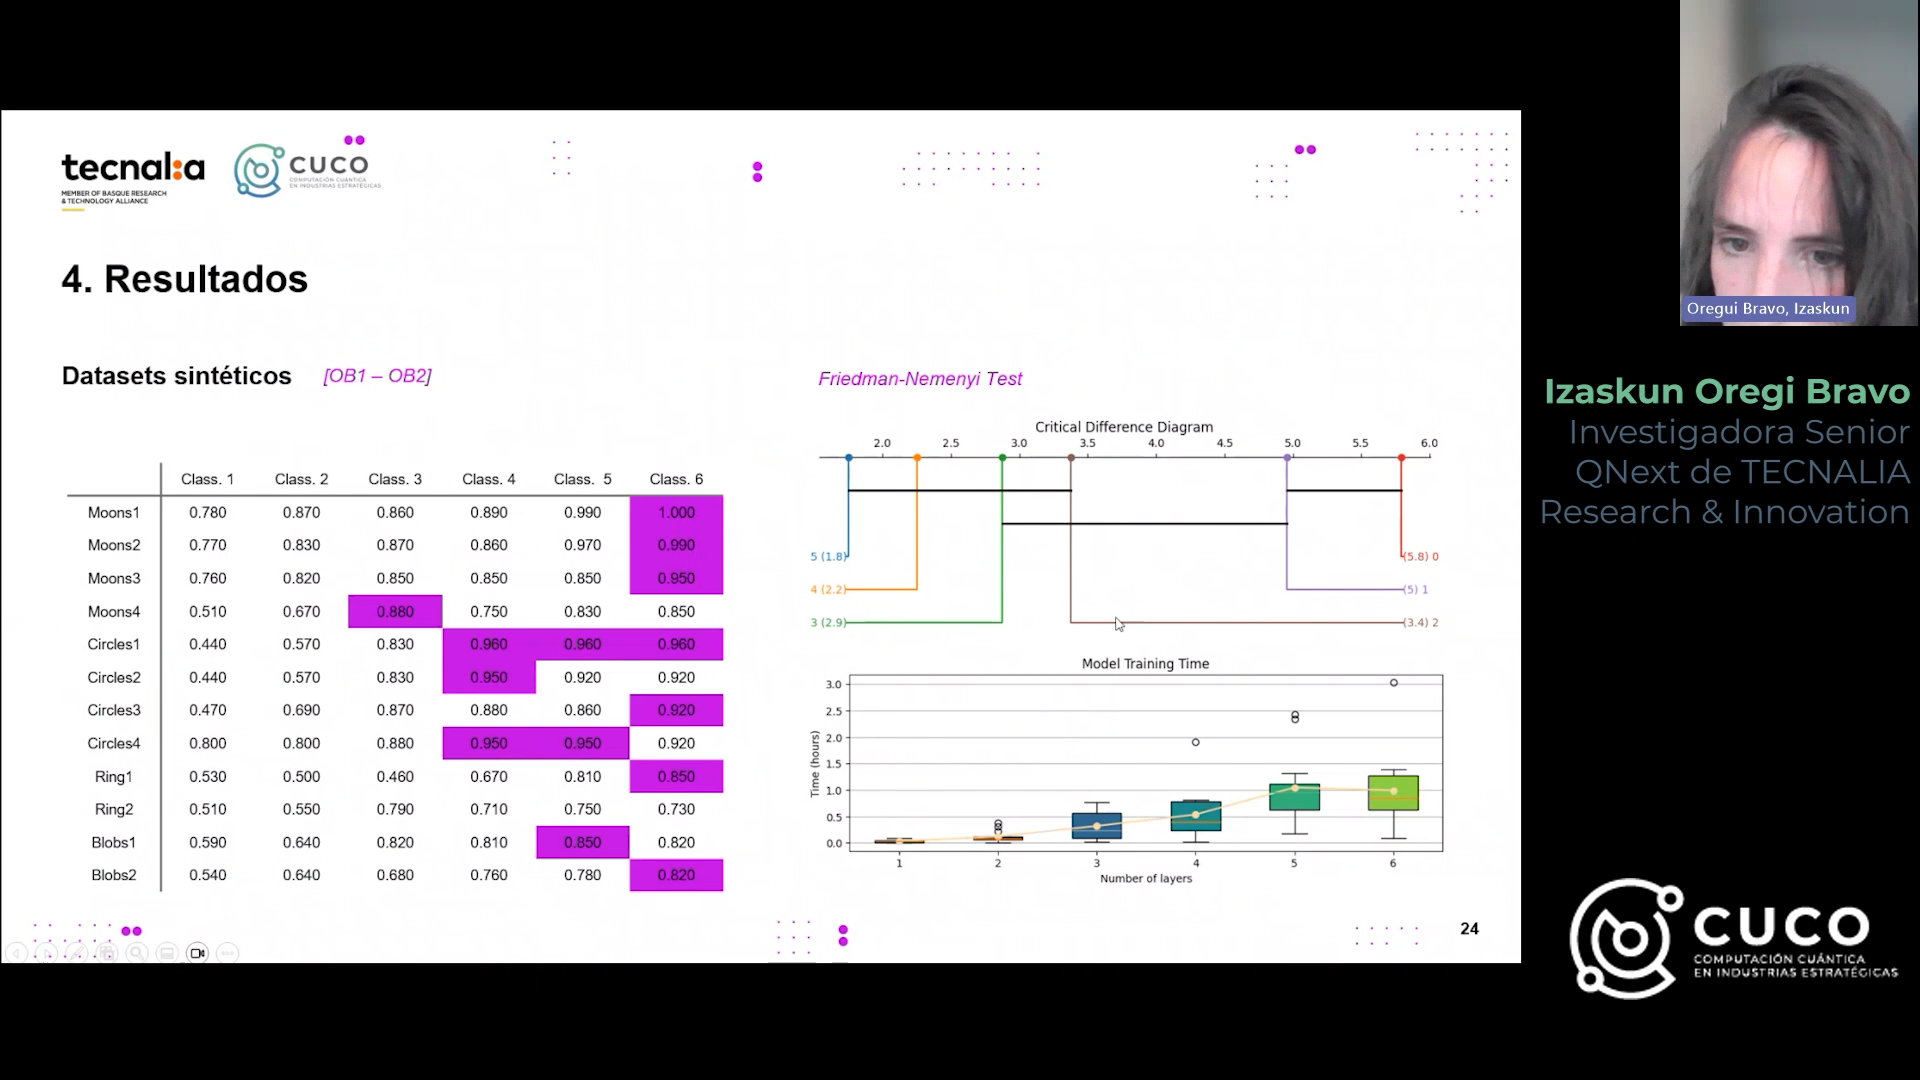 tecnal:a
MEMBER OF BASQUE RESEARCH
& TECHNOLOGY ALLIANCE
CUCO
COMPUTACIÓN CUÁNTICA
EN INDUSTRIAS ESTRATÉGICAS
4. Resultados
Datasets sintéticos [OB1 – OB2]
Class. 1 Class. 2 Class. 3 Class. 4 Class. 5 Class. 6
Moons1 0.780 0.870 0.860 0.890 0.990 1.000
Moons2 0.770 0.830 0.870 0.860 0.970 0.990
Moons3 0.760 0.820 0.850 0.850 0.850 0.950
Moons4 0.510 0.670 0.880 0.750 0.830 0.850
Circles1 0.440 0.570 0.830 0.960 0.960 0.960
Circles2 0.440 0.570 0.830 0.950 0.920 0.920
Circles3 0.470 0.690 0.870 0.880 0.860 0.920
Circles4 0.800 0.800 0.880 0.950 0.950 0.920
Ring1 0.530 0.500 0.460 0.670 0.810 0.850
Ring2 0.510 0.550 0.790 0.710 0.750 0.730
Blobs1 0.590 0.640 0.820 0.810 0.850 0.820
Blobs2 0.540 0.640 0.680 0.760 0.780 0.820
Friedman-Nemenyi Test
Critical Difference Diagram
2.0 2.5 3.0 3.5 4.0 4.5 5.0 5.5 6.0
5 (1.8) (5.8) 0
4 (2.2) (5) 1
3 (2.9) (3.4) 2
Model Training Time
3.0
2.5
2.0
1.5
1.0
0.5
0.0
Time (hours)
1 2 3 4 5 6
Number of layers
24
Oregui Bravo, Izaskun
Izaskun Oregi Bravo
Investigadora Senior
QNext de TECNALIA
Research & Innovation
CUCO
COMPUTACIÓN CUÁNTICA
EN INDUSTRIAS ESTRATÉGICAS